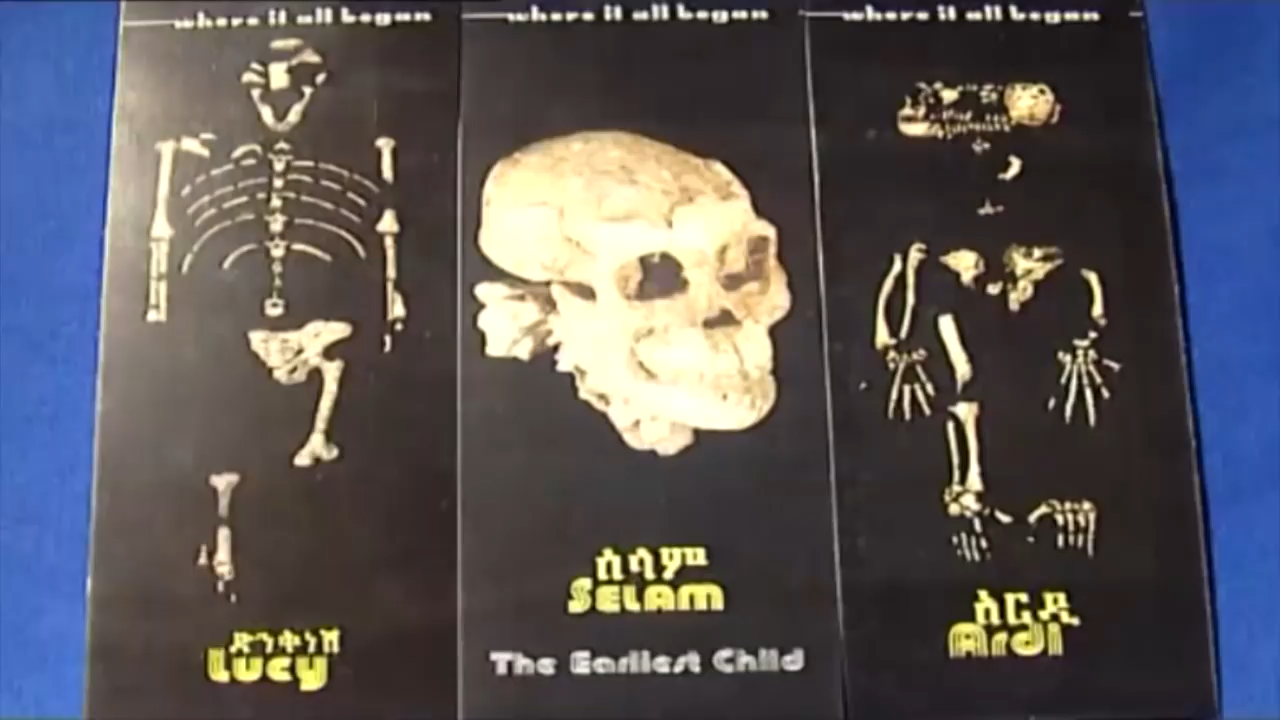 where it all began
where it all began
where it all began
ድንቅነሽ
Lucy
ሰላም
SELAM
The Earliest Child
አርዲ
Ardi